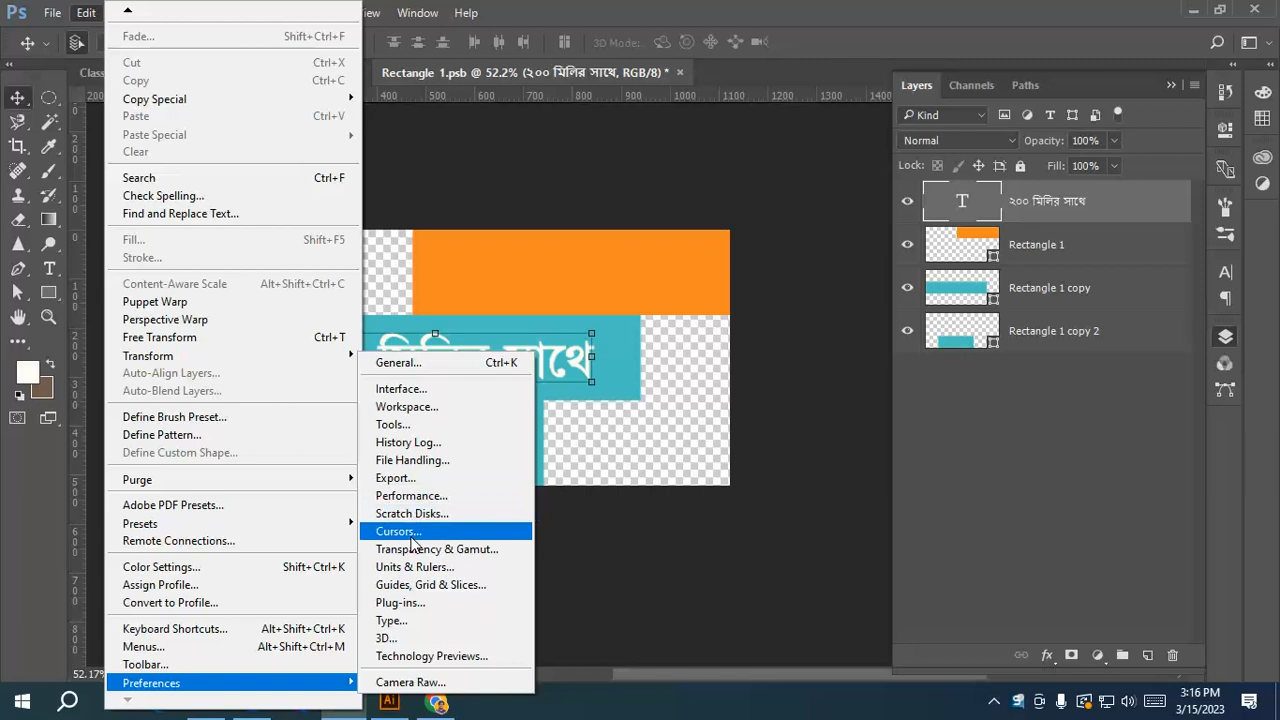 Ps File Edit View Window Help
3D Mode:
Class
Rectangle 1.psb @ 52.2% (২০০ মিলির সাথে, RGB/8) * ×
200 400 500 600 700 800 900 1000 1100 1200 1300 1400
Fade... Shift+Ctrl+F
Cut Ctrl+X
Copy Ctrl+C
Copy Special
Paste Ctrl+V
Paste Special
Clear
Search Ctrl+F
Check Spelling...
Find and Replace Text...
Fill... Shift+F5
Stroke...
Content-Aware Scale Alt+Shift+Ctrl+C
Puppet Warp
Perspective Warp
Free Transform Ctrl+T
Transform
Auto-Align Layers...
Auto-Blend Layers...
Define Brush Preset...
Define Pattern...
Define Custom Shape...
Purge
Adobe PDF Presets...
Presets
Remote Connections...
Color Settings... Shift+Ctrl+K
Assign Profile...
Convert to Profile...
Keyboard Shortcuts... Alt+Shift+Ctrl+K
Menus... Alt+Shift+Ctrl+M
Toolbar...
Preferences
General... Ctrl+K
Interface...
Workspace...
Tools...
History Log...
File Handling...
Export...
Performance...
Scratch Disks...
Cursors...
Transparency & Gamut...
Units & Rulers...
Guides, Grid & Slices...
Plug-ins...
Type...
3D...
Technology Previews...
Camera Raw...
সাথে
Layers Channels Paths
Kind
Normal Opacity: 100%
Lock: Fill: 100%
২০০ মিলির সাথে
Rectangle 1
Rectangle 1 copy
Rectangle 1 copy 2
52.17%
Ai
3:16 PM
3/15/2023